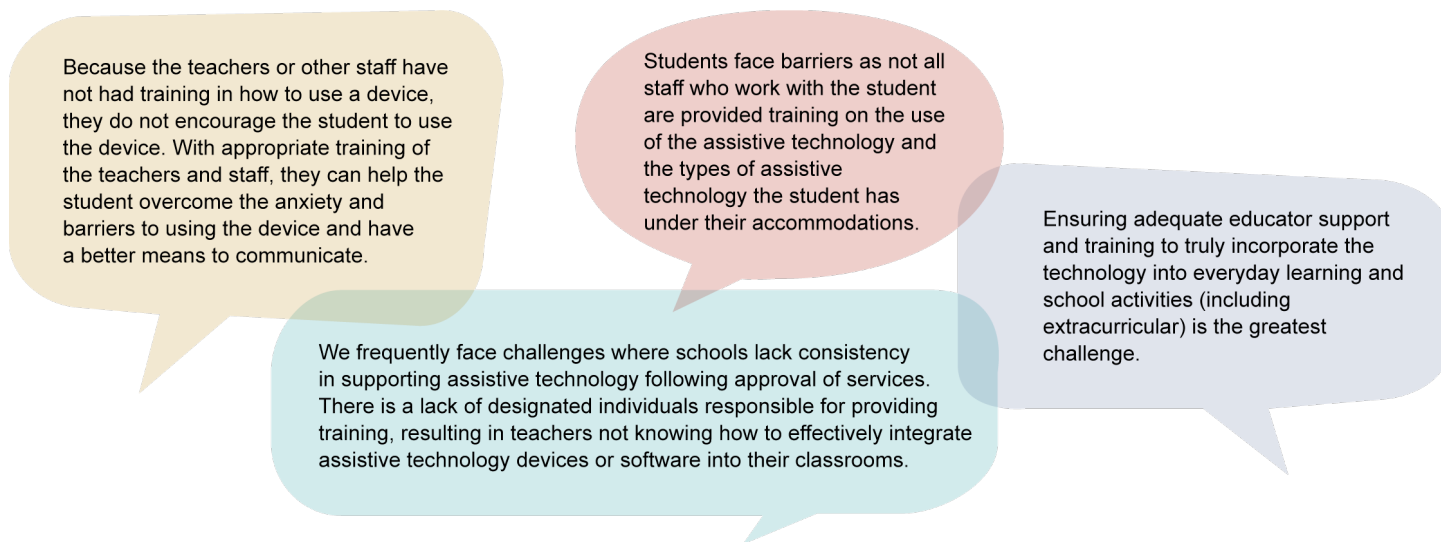 Because the teachers or other staff have
not had training in how to use a device,
they do not encourage the student to use
the device. With appropriate training of
the teachers and staff, they can help the
student overcome the anxiety and
barriers to using the device and have
a better means to communicate.
Students face barriers as not all
staff who work with the student
are provided training on the use
of the assistive technology and
the types of assistive
technology the student has
under their accommodations.
Ensuring adequate educator support
and training to truly incorporate the
technology into everyday learning and
school activities (including
extracurricular) is the greatest
challenge.
We frequently face challenges where schools lack consistency
in supporting assistive technology following approval of services.
There is a lack of designated individuals responsible for providing
training, resulting in teachers not knowing how to effectively integrate
assistive technology devices or software into their classrooms.